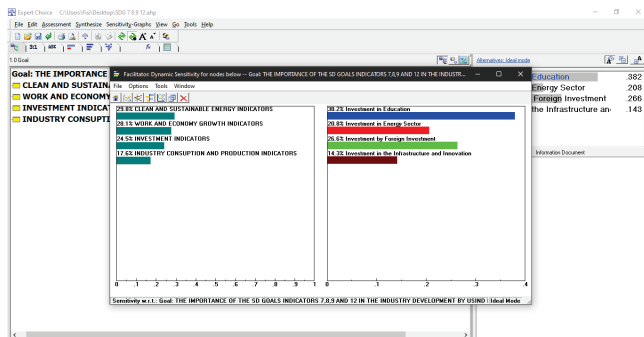 Expert Choice C:\Users\Fisi\Desktop\SDG 7 8 9 12.ahp
File Edit Assessment Synthesize Sensitivity-Graphs View Go Tools Help
3:1 ABC
1.0 Goal
Alternatives: Ideal mode
Goal: THE IMPORTANCE
CLEAN AND SUSTAIN
WORK AND ECONOMY
INVESTMENT INDICA
INDUSTRY CONSUPTI
Education .382
Energy Sector .208
Foreign Investment .266
the Infrastructure an .143
Information Document
Facilitator: Dynamic Sensitivity for nodes below -- Goal: THE IMPORTANCE OF THE SD GOALS INDICATORS 7,8,9 AND 12 IN THE INDUSTR...
File Options Tools Window
29.8% CLEAN AND SUSTAINABLE ENERGY INDICATORS
28.1% WORK AND ECONOMY GROWTH INDICATORS
24.5% INVESTMENT INDICATORS
17.6% INDUSTRY CONSUPTION AND PRODUCTION INDICATORS
38.2% Investment in Education
20.8% Investment in Energy Sector
26.6% Investment by Foreign Investment
14.3% Investment in the Infrastructure and Innovation
0 .1 .2 .3 .4 .5 .6 .7 .8 .9 1
0 .1 .2 .3 .4
Sensitivity w.r.t.: Goal: THE IMPORTANCE OF THE SD GOALS INDICATORS 7,8,9 AND 12 IN THE INDUSTRY DEVELOPMENT BY USIND Ideal Mode